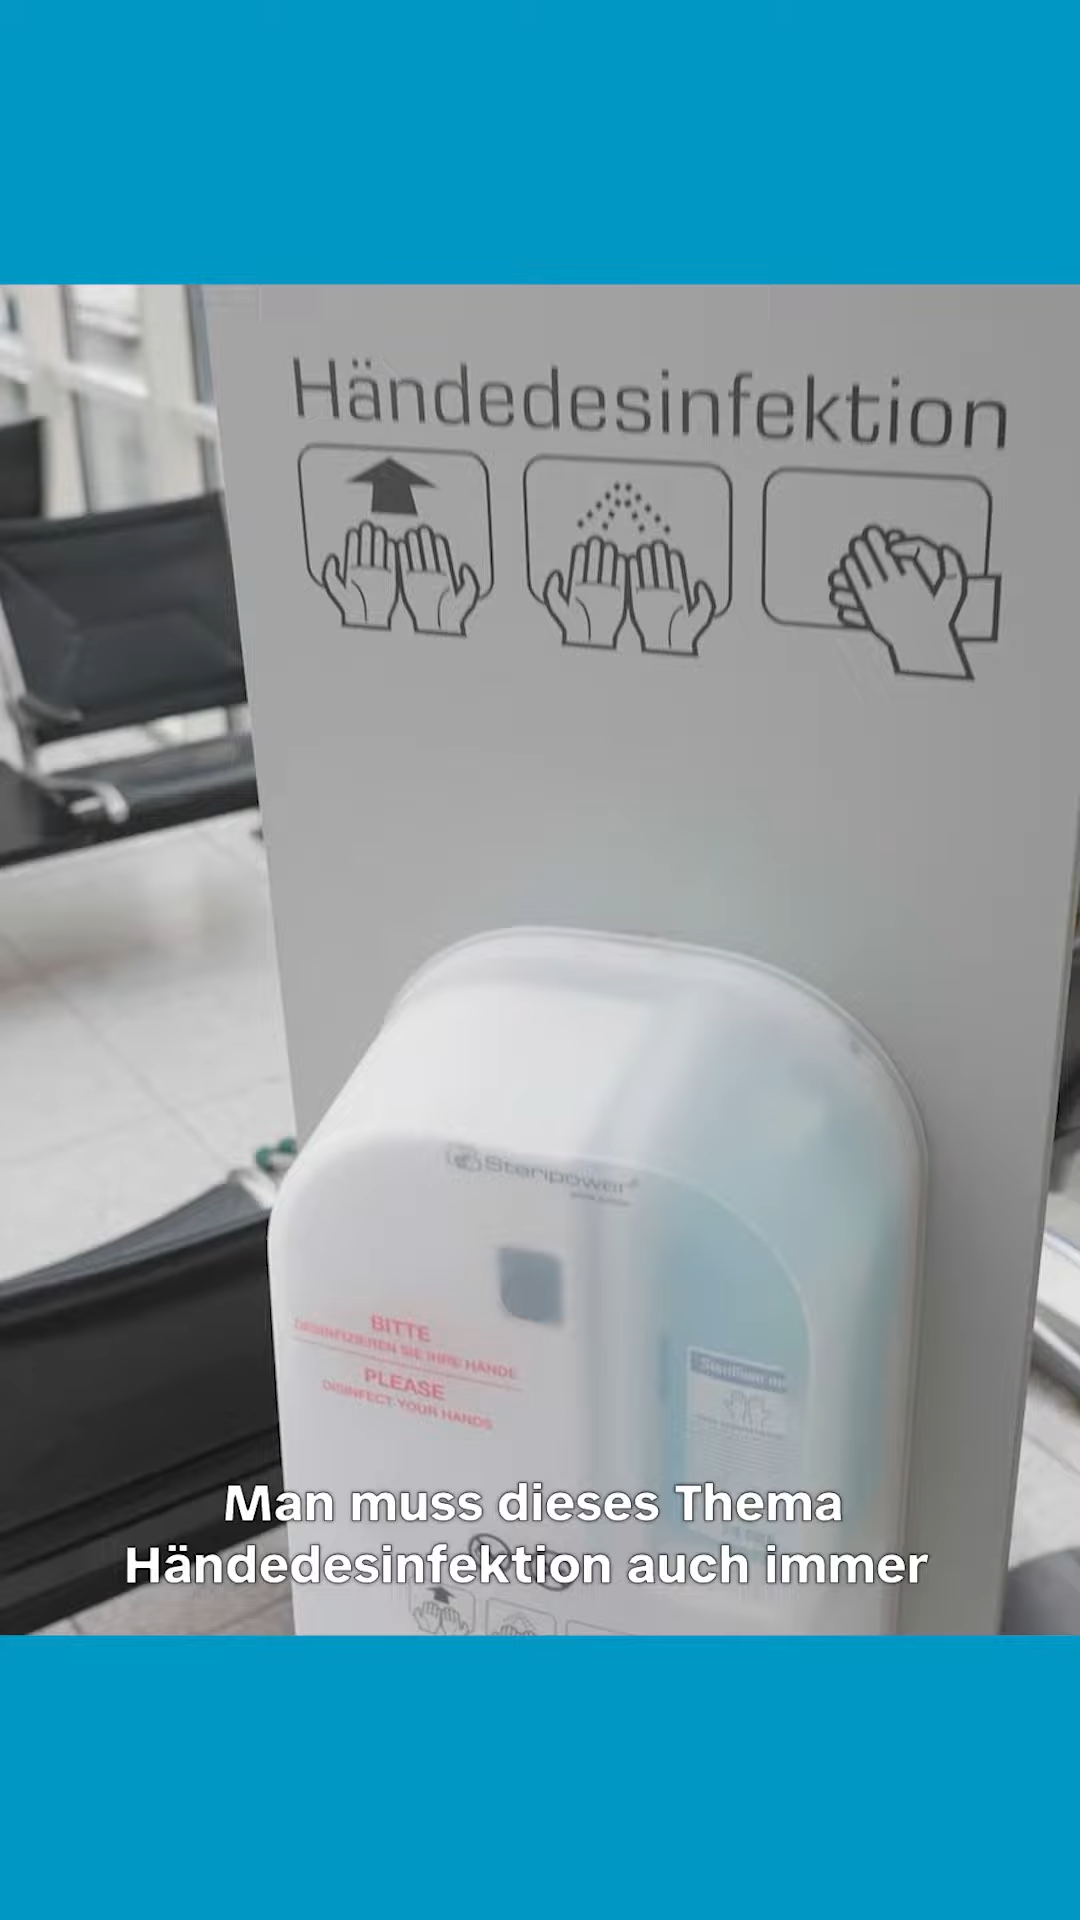 Händedesinfektion
Steripower
BITTE
DESINFIZIEREN SIE IHRE HÄNDE
PLEASE
DISINFECT YOUR HANDS
Man muss dieses Thema
Händedesinfektion auch immer